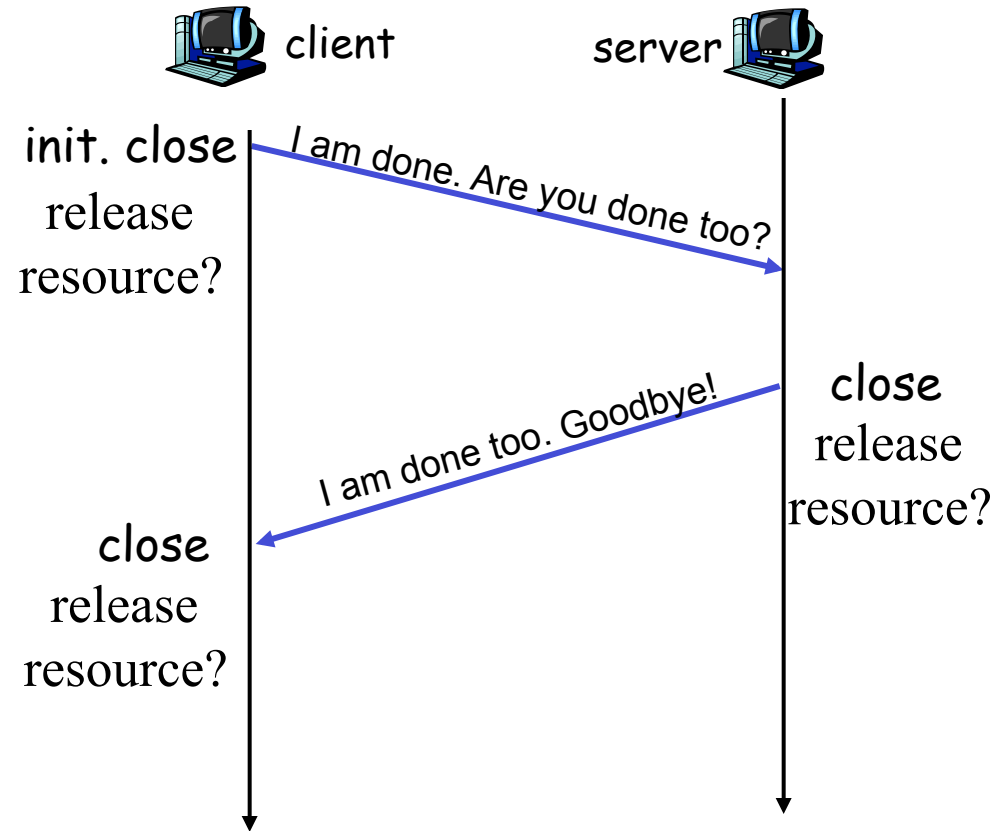 client
server
init. close
I am done. Are you done too?
release
resource?
close
I am done too. Goodbye!
release
resource?
close
release
resource?